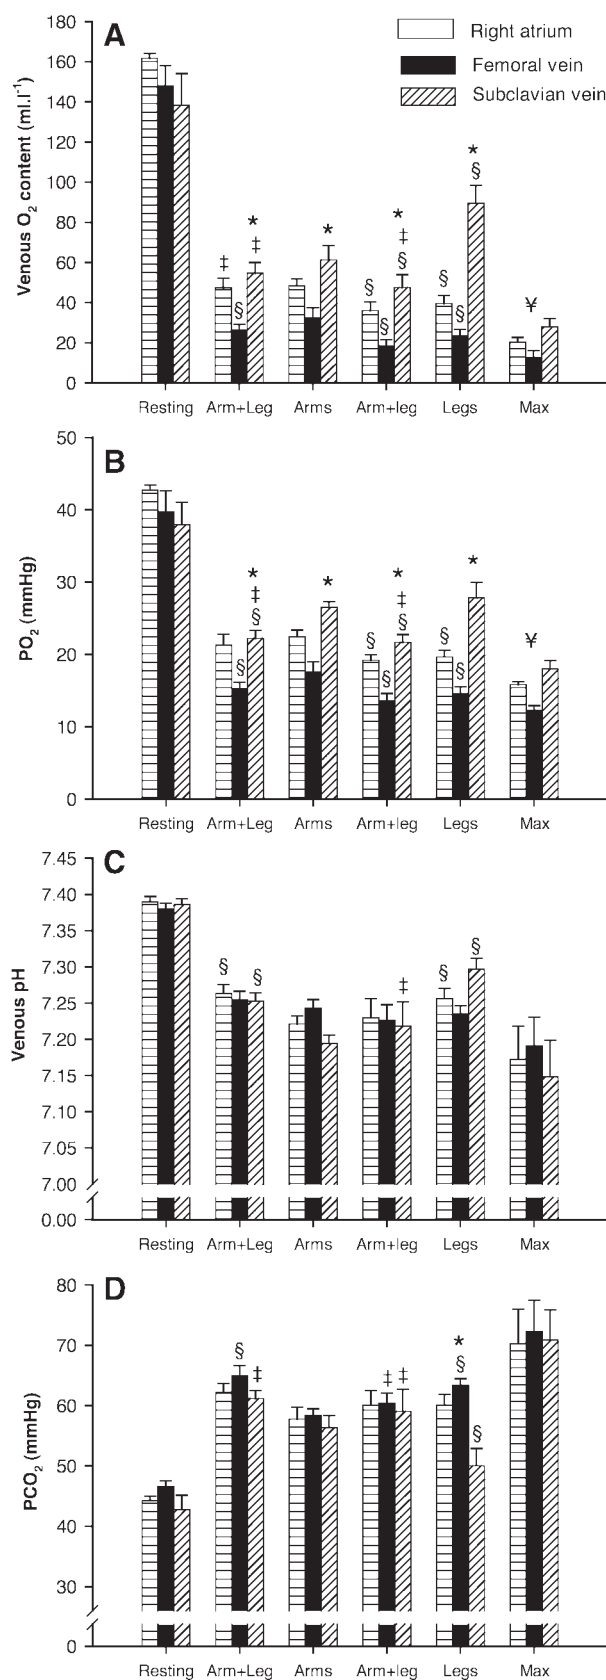 A
Right atrium
Femoral vein
Subclavian vein
Venous O2 content (ml.l-1)
180
160
140
120
100
80
60
40
20
0
‡ § * ‡ * § § * ‡ § § § * § ¥
Resting Arm+Leg Arms Arm+leg Legs Max
B
PO2 (mmHg)
50
40
30
20
10
0
§ * ‡ § * § § * ‡ § § § * ¥
Resting Arm+Leg Arms Arm+leg Legs Max
C
Venous pH
7.45
7.40
7.35
7.30
7.25
7.20
7.15
7.10
7.05
7.00
0.00
§ § ‡ § §
Resting Arm+Leg Arms Arm+leg Legs Max
D
PCO2 (mmHg)
80
70
60
50
40
30
0
§ ‡ ‡ ‡ * § §
Resting Arm+Leg Arms Arm+leg Legs Max